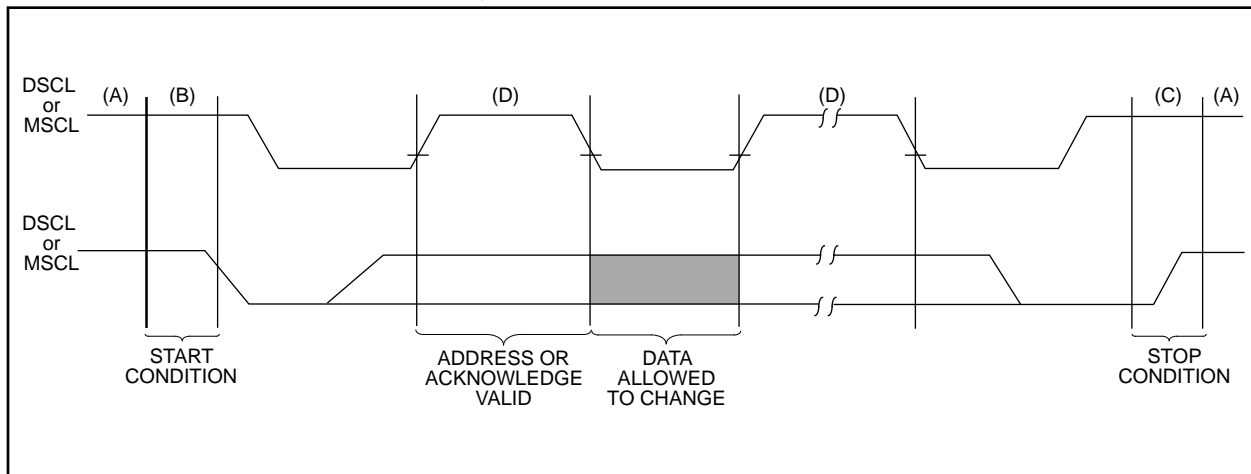 DSCL
or
MSCL
(A)
(B)
(D)
(D)
(C)
(A)
DSCL
or
MSCL
START
CONDITION
ADDRESS OR
ACKNOWLEDGE
VALID
DATA
ALLOWED
TO CHANGE
STOP
CONDITION